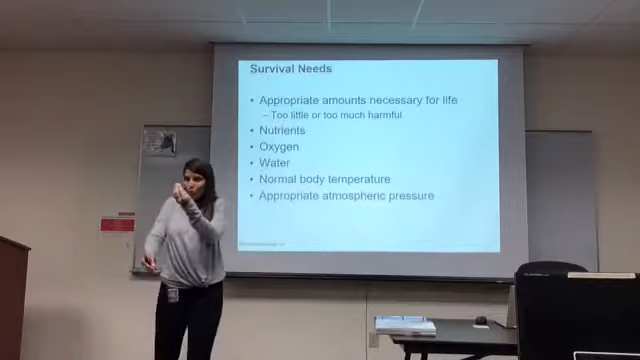 Survival Needs
• Appropriate amounts necessary for life
– Too little or too much harmful
• Nutrients
• Oxygen
• Water
• Normal body temperature
• Appropriate atmospheric pressure